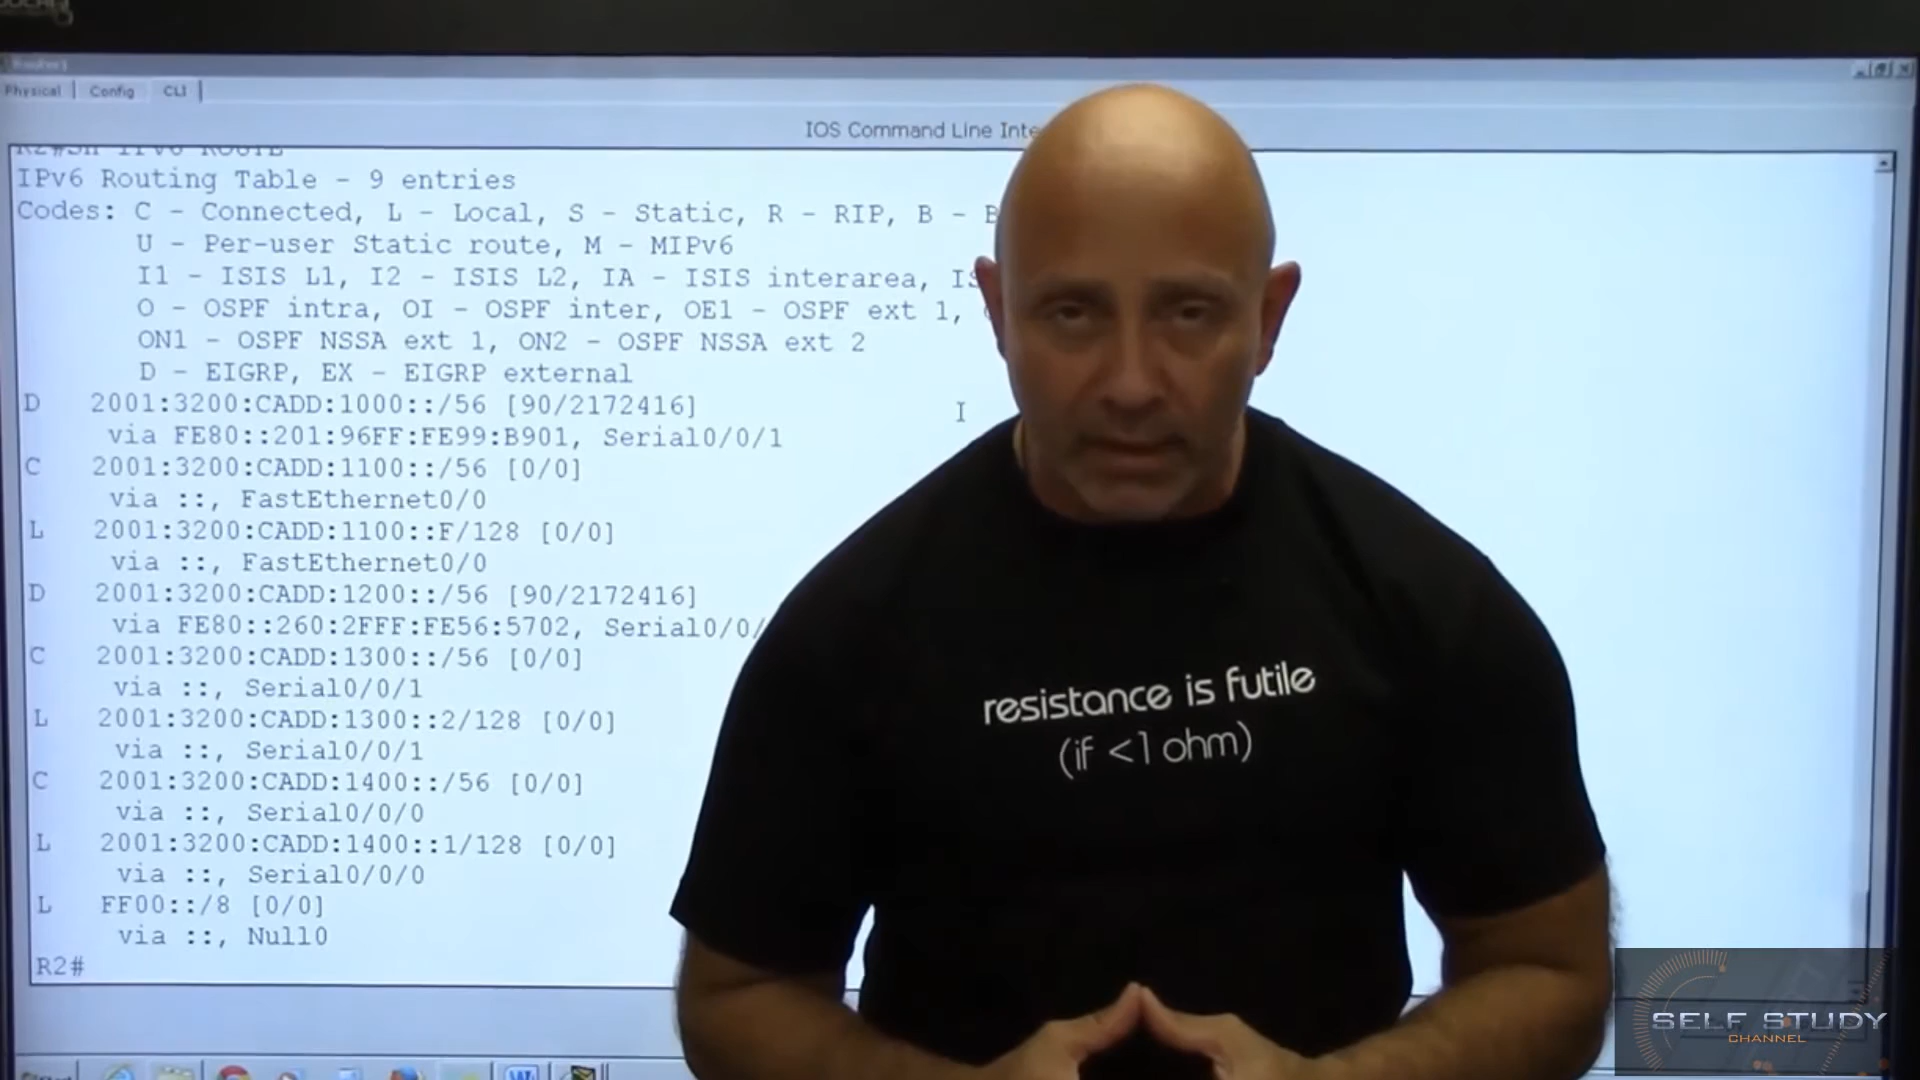 Physical
Config
CLI
IOS Command Line
R2#SH IPV6 ROUTE
IPv6 Routing Table - 9 entries
Codes: C - Connected, L - Local, S - Static, R - RIP, B -
U - Per-user Static route, M - MIPv6
I1 - ISIS L1, I2 - ISIS L2, IA - ISIS interarea,
O - OSPF intra, OI - OSPF inter, OE1 - OSPF ext 1,
ON1 - OSPF NSSA ext 1, ON2 - OSPF NSSA ext 2
D - EIGRP, EX - EIGRP external
D 2001:3200:CADD:1000::/56 [90/2172416]
via FE80::201:96FF:FE99:B901, Serial0/0/1
C 2001:3200:CADD:1100::/56 [0/0]
via ::, FastEthernet0/0
L 2001:3200:CADD:1100::F/128 [0/0]
via ::, FastEthernet0/0
D 2001:3200:CADD:1200::/56 [90/2172416]
via FE80::260:2FFF:FE56:5702, Serial0/0/
C 2001:3200:CADD:1300::/56 [0/0]
via ::, Serial0/0/1
L 2001:3200:CADD:1300::2/128 [0/0]
via ::, Serial0/0/1
C 2001:3200:CADD:1400::/56 [0/0]
via ::, Serial0/0/0
L 2001:3200:CADD:1400::1/128 [0/0]
via ::, Serial0/0/0
L FF00::/8 [0/0]
via ::, Null0
R2#
resistance is futile
(if <1 ohm)
SELF STUDY
CHANNEL